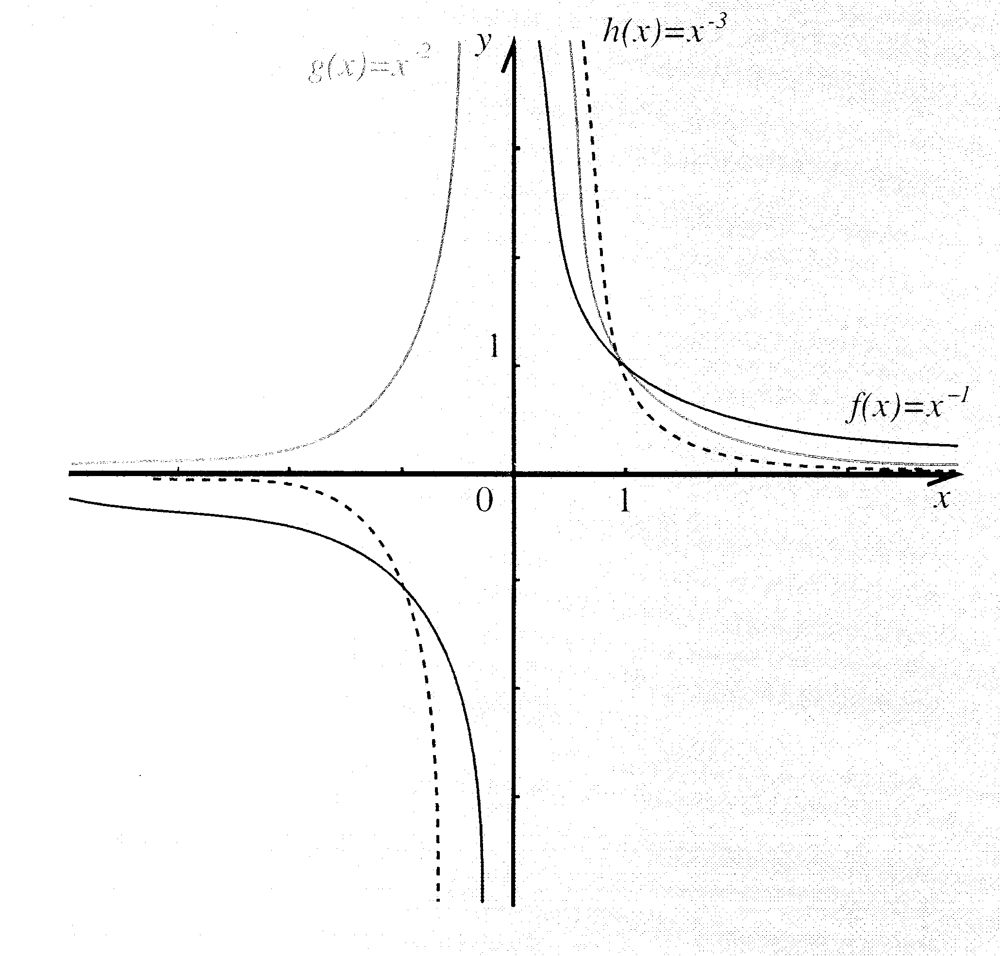 h(x)=x^-3
y
g(x)=x^-2
1
f(x)=x^-1
0
1
x